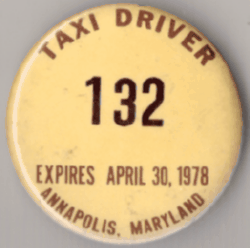 TAXI DRIVER
132
EXPIRES APRIL 30, 1978
ANNAPOLIS, MARYLAND